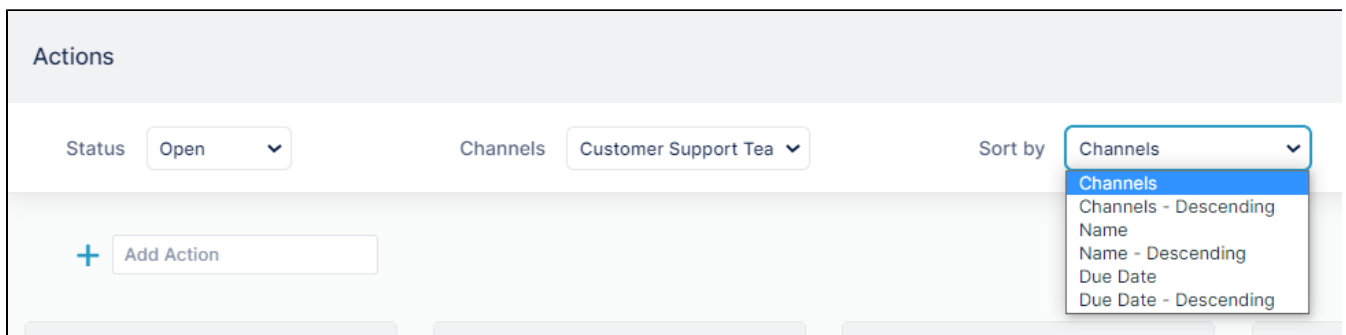 Actions
Status Open Channels Customer Support Tea Sort by Channels
Channels
Channels - Descending
Name
Name - Descending
Due Date
Due Date - Descending
+ Add Action